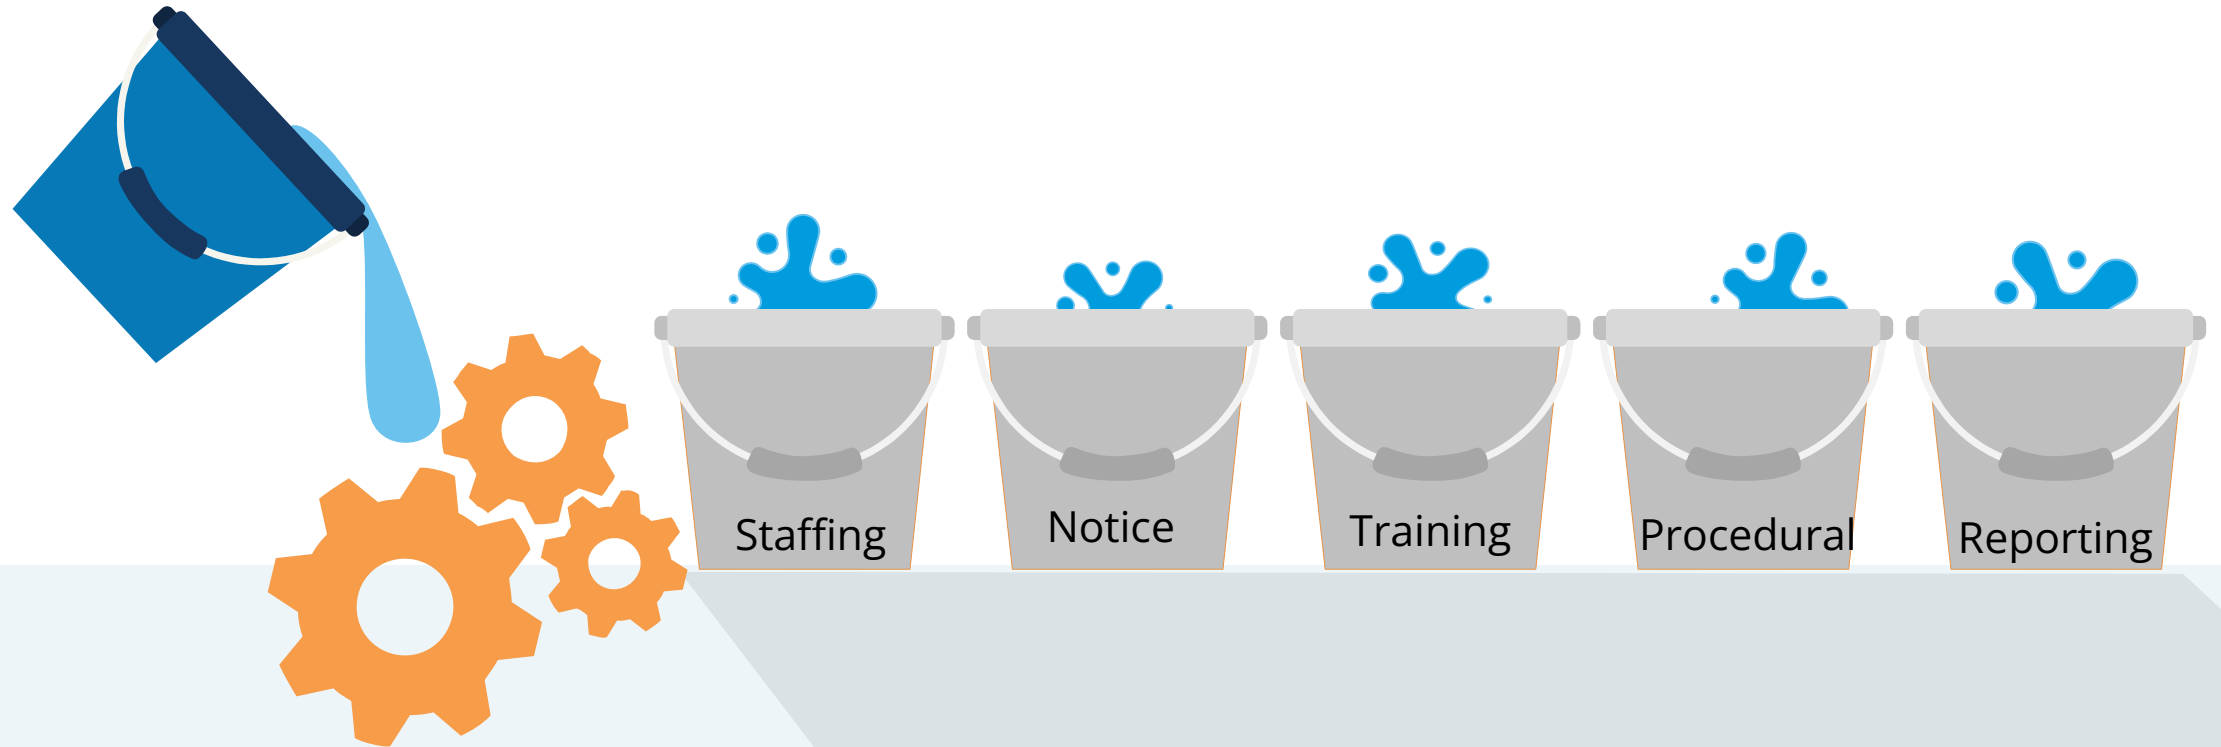 Staffing
Notice
Training
Procedural
Reporting